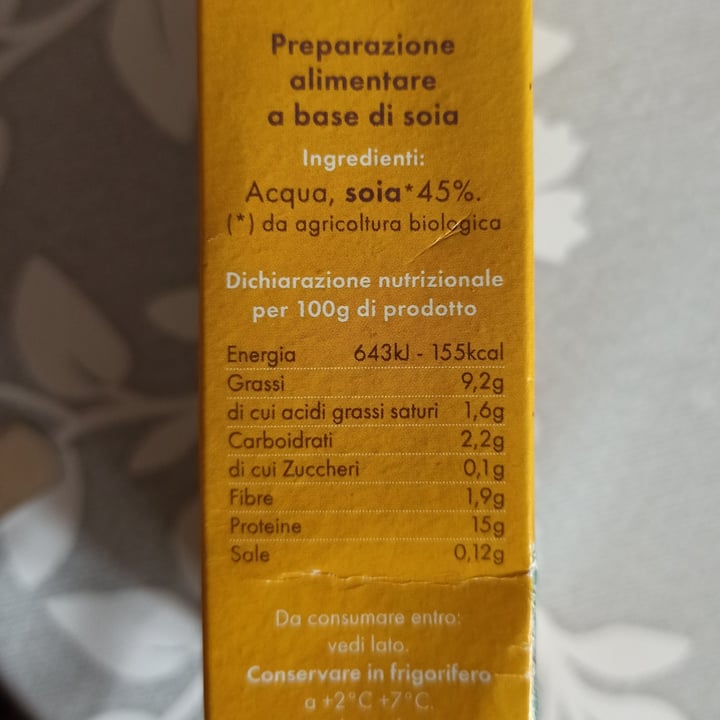 Preparazione
alimentare
a base di soia
Ingredienti:
Acqua, soia*45%.
(*) da agricoltura biologica
Dichiarazione nutrizionale
per 100g di prodotto
Energia 643kJ - 155kcal
Grassi 9,2g
di cui acidi grassi saturi 1,6g
Carboidrati 2,2g
di cui Zuccheri 0,1g
Fibre 1,9g
Proteine 15g
Sale 0,12g
Da consumare entro:
vedi lato.
Conservare in frigorifero
a +2°C +7°C.